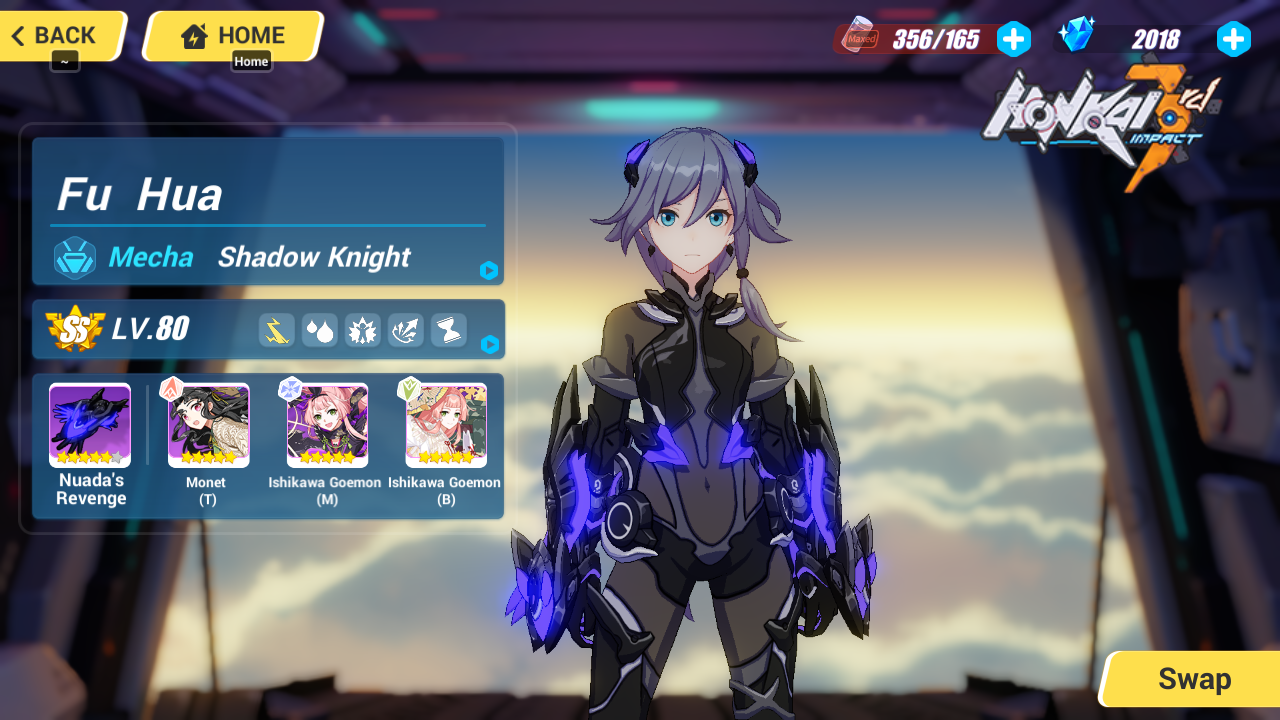 BACK
HOME
~
Home
Maxed
356/165
2018
HONKAI 3rd
IMPACT
Fu Hua
Mecha Shadow Knight
SS LV.80
Nuada's
Revenge
Monet
(T)
Ishikawa Goemon
(M)
Ishikawa Goemon
(B)
Swap